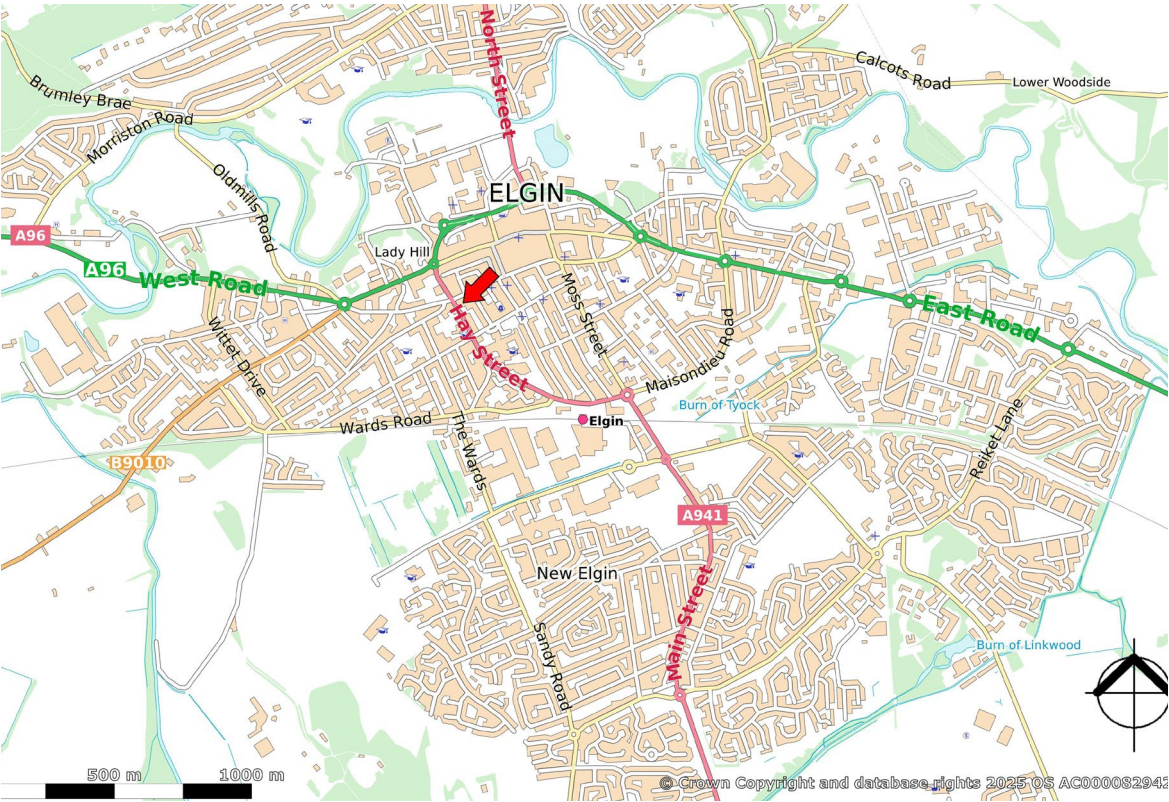 North Street
Calcots Road
Lower Woodside
Brumley Brae
Morriston Road
Oldmills Road
ELGIN
A96
Lady Hill
A96
West Road
Moss Street
East Road
Hay Street
Wittet Drive
Maisondieu Road
Burn of Tyock
Wards Road
Elgin
The Wards
Reiket Lane
B9010
A941
New Elgin
Main Street
Sandy Road
Burn of Linkwood
500 m
1000 m
© Crown Copyright and database rights 2025 OS AC000082942